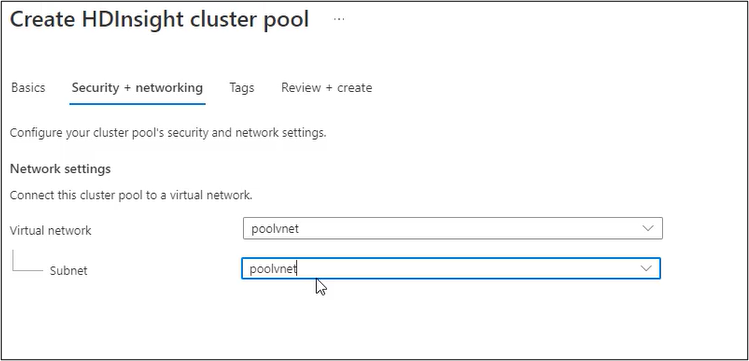 Create HDInsight cluster pool ...
Basics Security + networking Tags Review + create
Configure your cluster pool's security and network settings.
Network settings
Connect this cluster pool to a virtual network.
Virtual network poolvnet
Subnet poolvnet